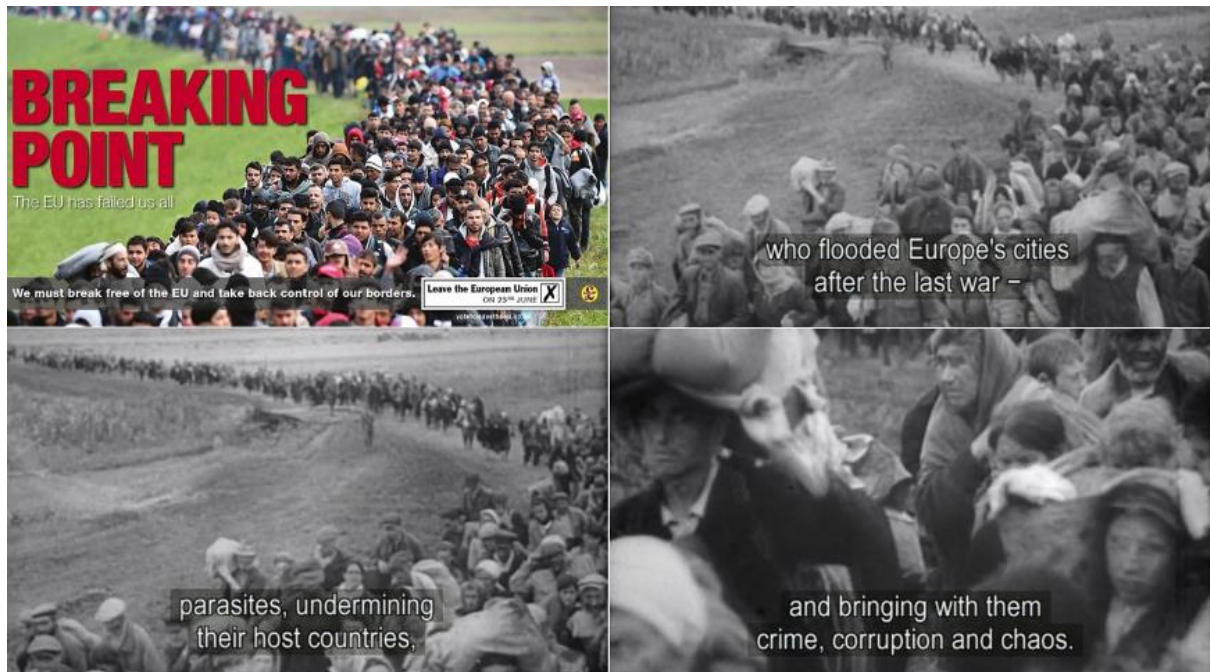 BREAKING
POINT
The EU has failed us all
We must break free of the EU and take back control of our borders.
Leave the European Union
ON 23RD JUNE
X
who flooded Europe's cities
after the last war –
parasites, undermining
their host countries,
and bringing with them
crime, corruption and chaos.